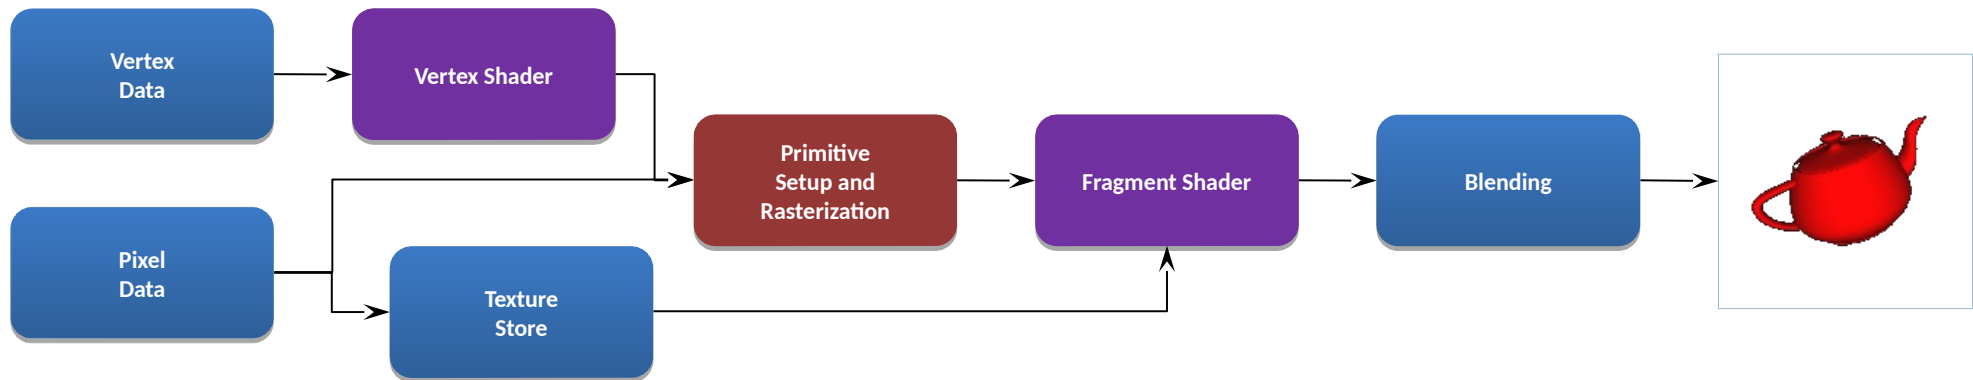 Vertex
Data
Vertex Shader
Primitive
Setup and
Rasterization
Fragment Shader
Blending
Pixel
Data
Texture
Store